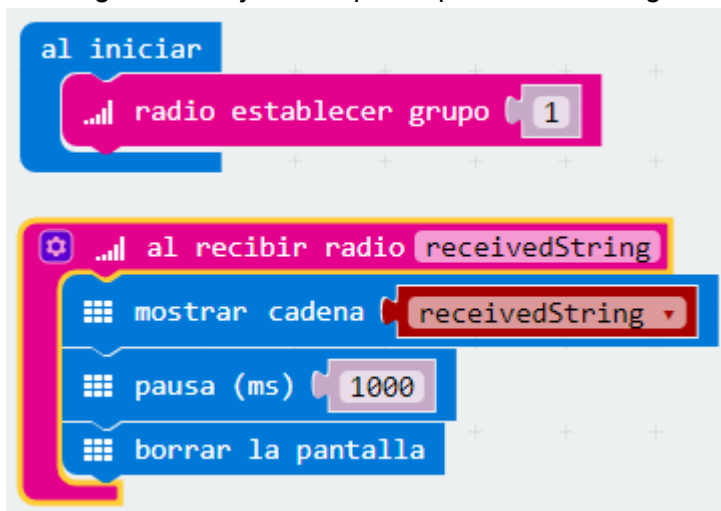 al iniciar
radio establecer grupo 1
al recibir radio receivedString
mostrar cadena receivedString
pausa (ms) 1000
borrar la pantalla